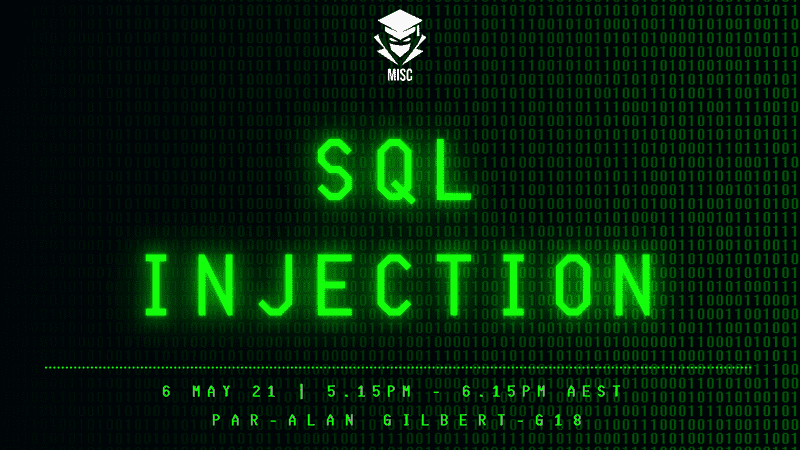 MISC
SQL
INJECTION
6 MAY 21 | 5.15PM - 6.15PM AEST
PAR-ALAN GILBERT-G18